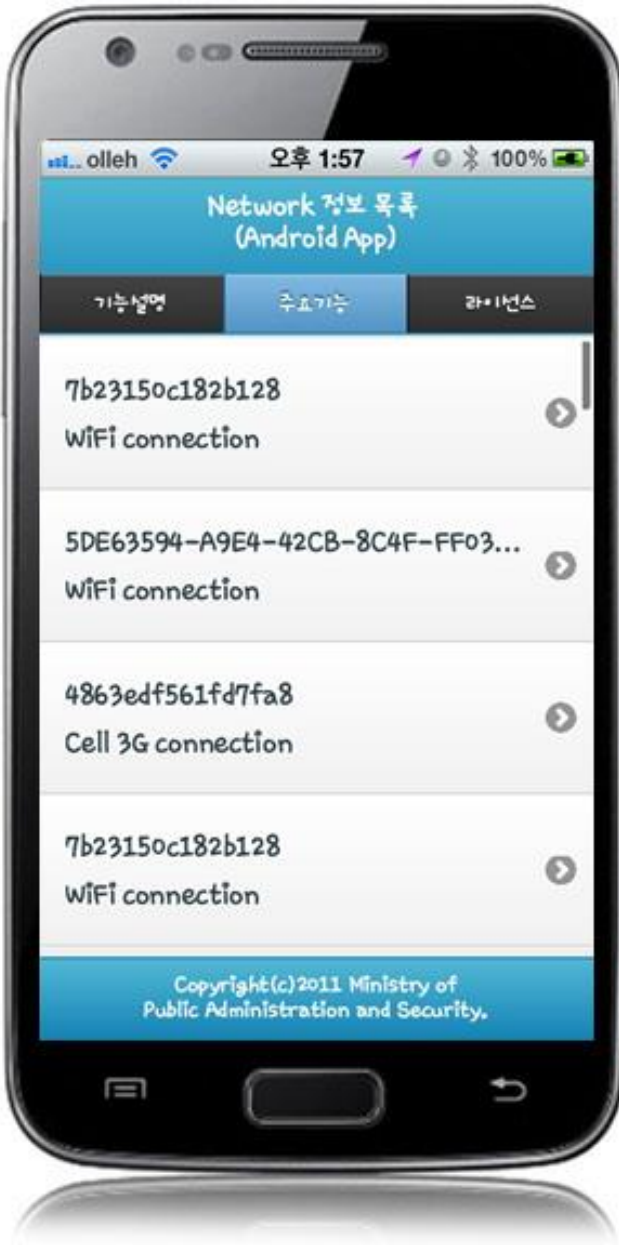 olleh 오후 1:57 100%
Network 정보 목록
(Android App)
기능설명 주요기능 라이선스
7b23150c182b128
WiFi connection
5DE63594-A9E4-42CB-8C4F-FF03...
WiFi connection
4863edf561fd7fa8
Cell 3G connection
7b23150c182b128
WiFi connection
Copyright(c)2011 Ministry of
Public Administration and Security.